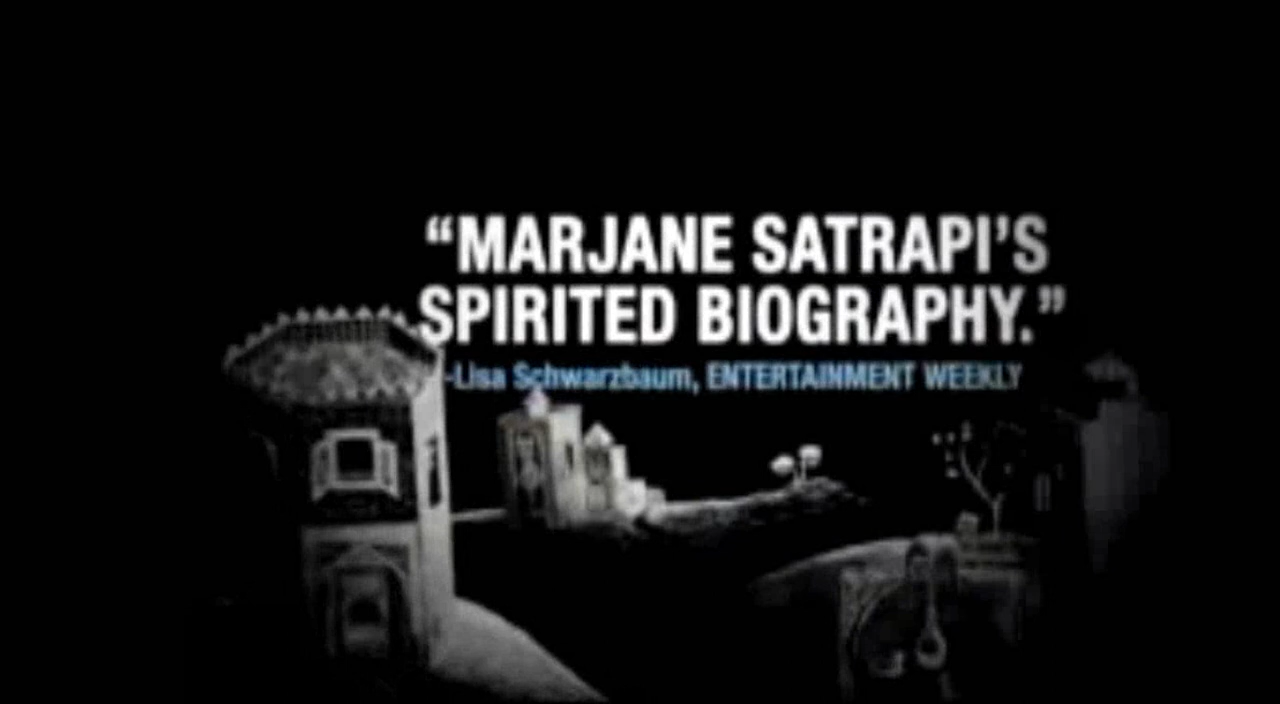 “MARJANE SATRAPI’S
SPIRITED BIOGRAPHY.”
-Lisa Schwarzbaum, ENTERTAINMENT WEEKLY